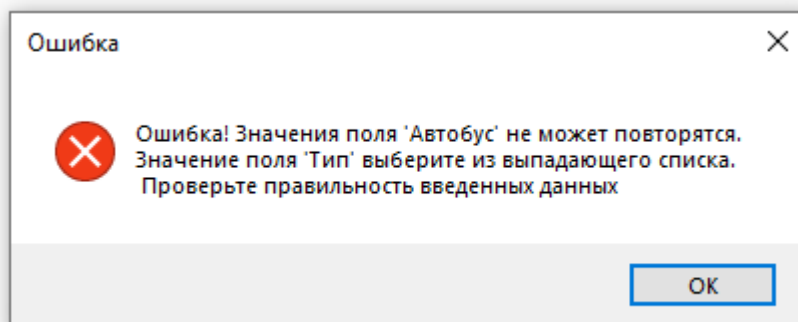 Ошибка
Ошибка! Значения поля 'Автобус' не может повторятся.
Значение поля 'Тип' выберите из выпадающего списка.
Проверьте правильность введенных данных
ОК